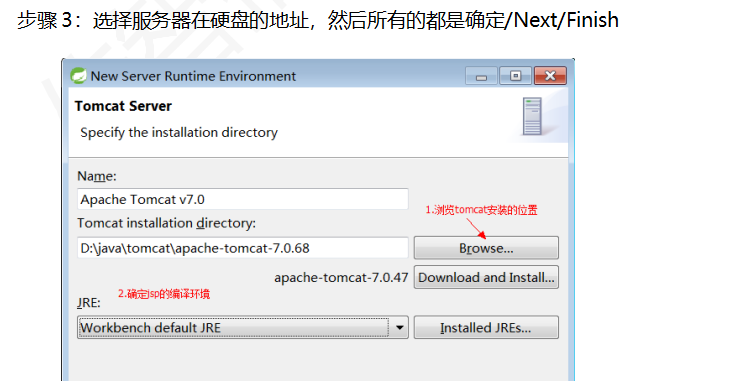 步骤3：选择服务器在硬盘的地址，然后所有的都是确定/Next/Finish
New Server Runtime Environment
Tomcat Server
Specify the installation directory
Name:
Apache Tomcat v7.0
1.浏览tomcat安装的位置
Tomcat installation directory:
D:\java\tomcat\apache-tomcat-7.0.68
Browse...
apache-tomcat-7.0.47
Download and Install...
2.确定jsp的编译环境
JRE:
Workbench default JRE
Installed JREs...